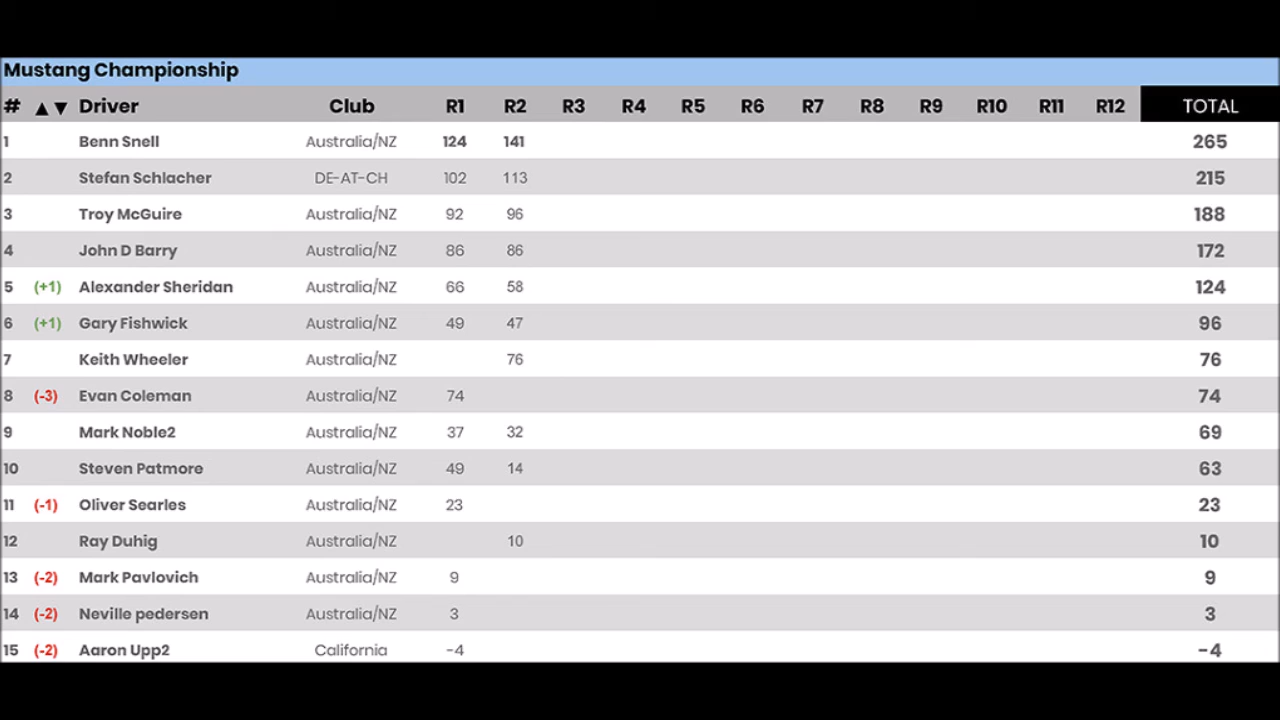 Mustang Championship
# ▲▼ Driver Club R1 R2 R3 R4 R5 R6 R7 R8 R9 R10 R11 R12 TOTAL
1 Benn Snell Australia/NZ 124 141 265
2 Stefan Schlacher DE-AT-CH 102 113 215
3 Troy McGuire Australia/NZ 92 96 188
4 John D Barry Australia/NZ 86 86 172
5 (+1) Alexander Sheridan Australia/NZ 66 58 124
6 (+1) Gary Fishwick Australia/NZ 49 47 96
7 Keith Wheeler Australia/NZ 76 76
8 (-3) Evan Coleman Australia/NZ 74 74
9 Mark Noble2 Australia/NZ 37 32 69
10 Steven Patmore Australia/NZ 49 14 63
11 (-1) Oliver Searles Australia/NZ 23 23
12 Ray Duhig Australia/NZ 10 10
13 (-2) Mark Pavlovich Australia/NZ 9 9
14 (-2) Neville pedersen Australia/NZ 3 3
15 (-2) Aaron Upp2 California -4 -4